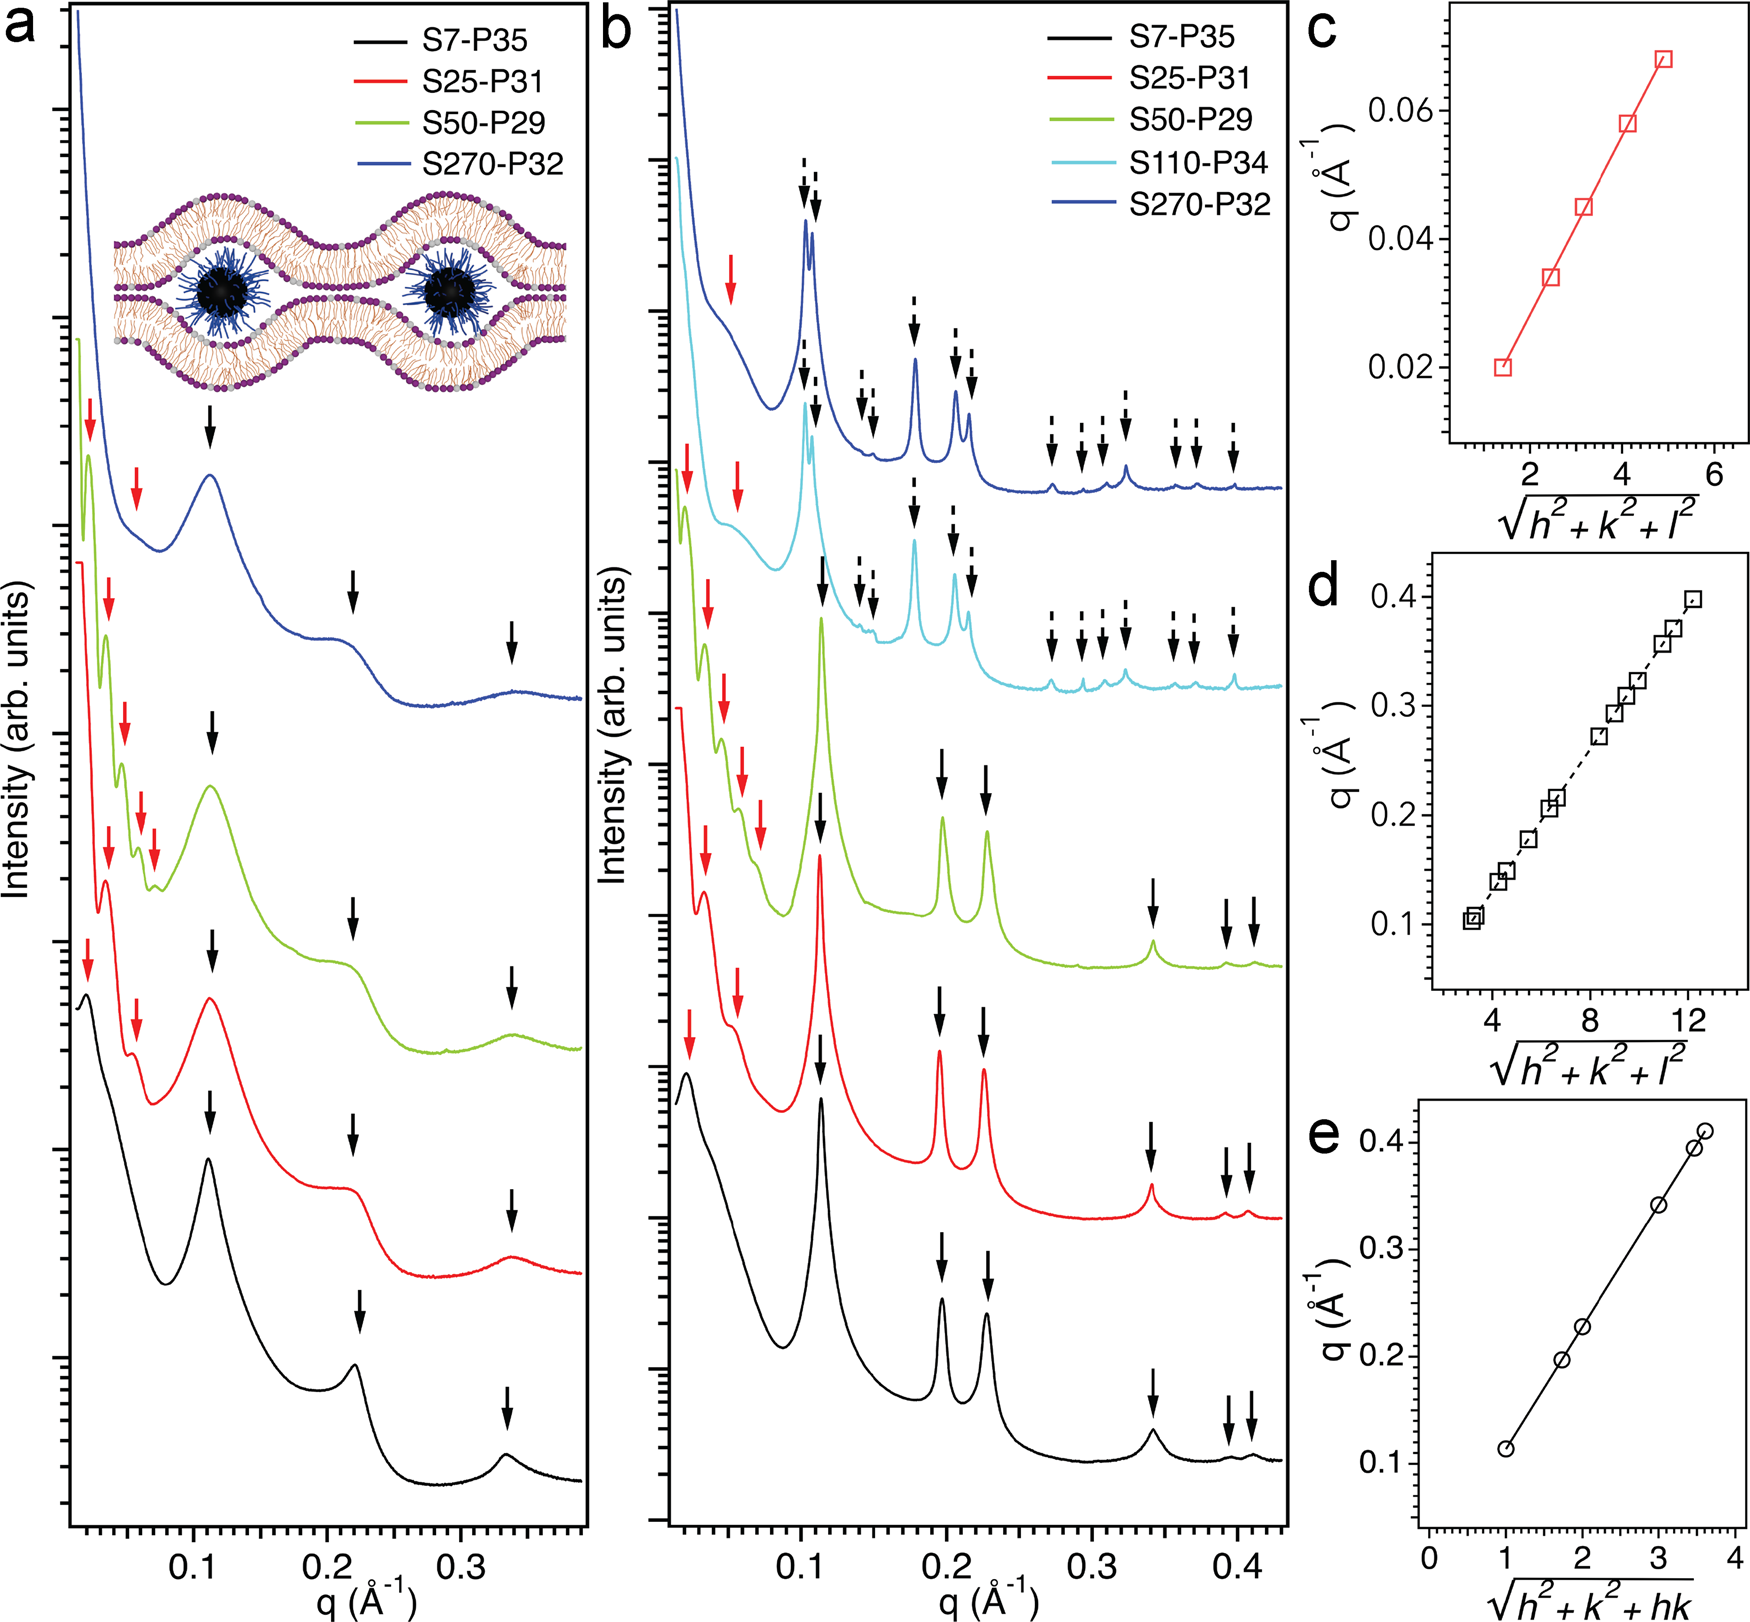 a
S7-P35
S25-P31
S50-P29
S270-P32
Intensity (arb. units)
0.1
0.2
0.3
q (Å⁻¹)
b
S7-P35
S25-P31
S50-P29
S110-P34
S270-P32
Intensity (arb. units)
0.1
0.2
0.3
0.4
q (Å⁻¹)
c
0.06
0.04
0.02
q (Å⁻¹)
2
4
6
√h² + k² + l²
d
0.4
0.3
0.2
0.1
q (Å⁻¹)
4
8
12
√h² + k² + l²
e
0.4
0.3
0.2
0.1
q (Å⁻¹)
0
1
2
3
4
√h² + k² + hk